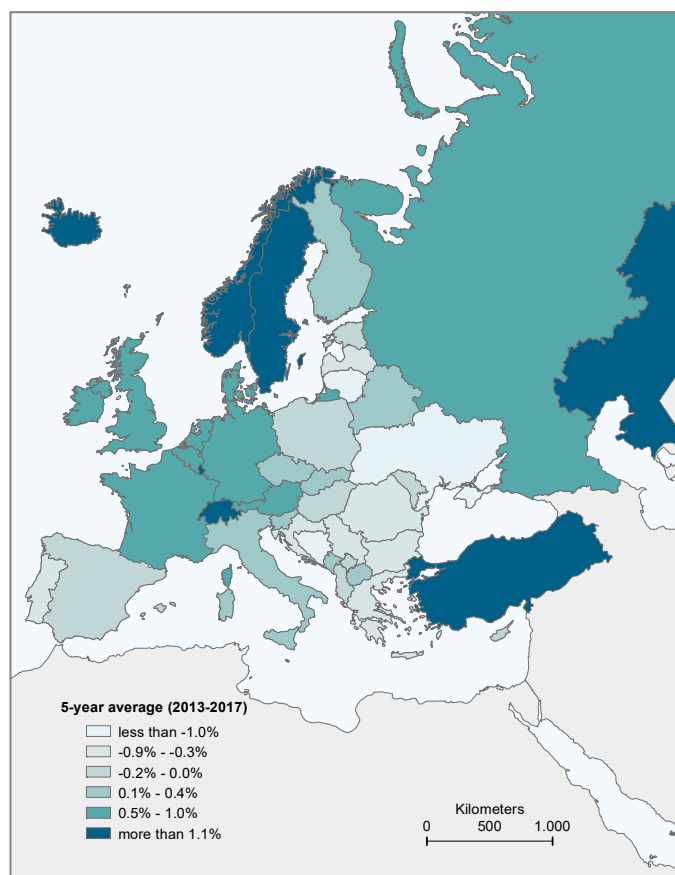 5-year average (2013-2017)
less than -1.0%
-0.9% - -0.3%
-0.2% - 0.0%
0.1% - 0.4%
0.5% - 1.0%
more than 1.1%
Kilometers
0 500 1.000